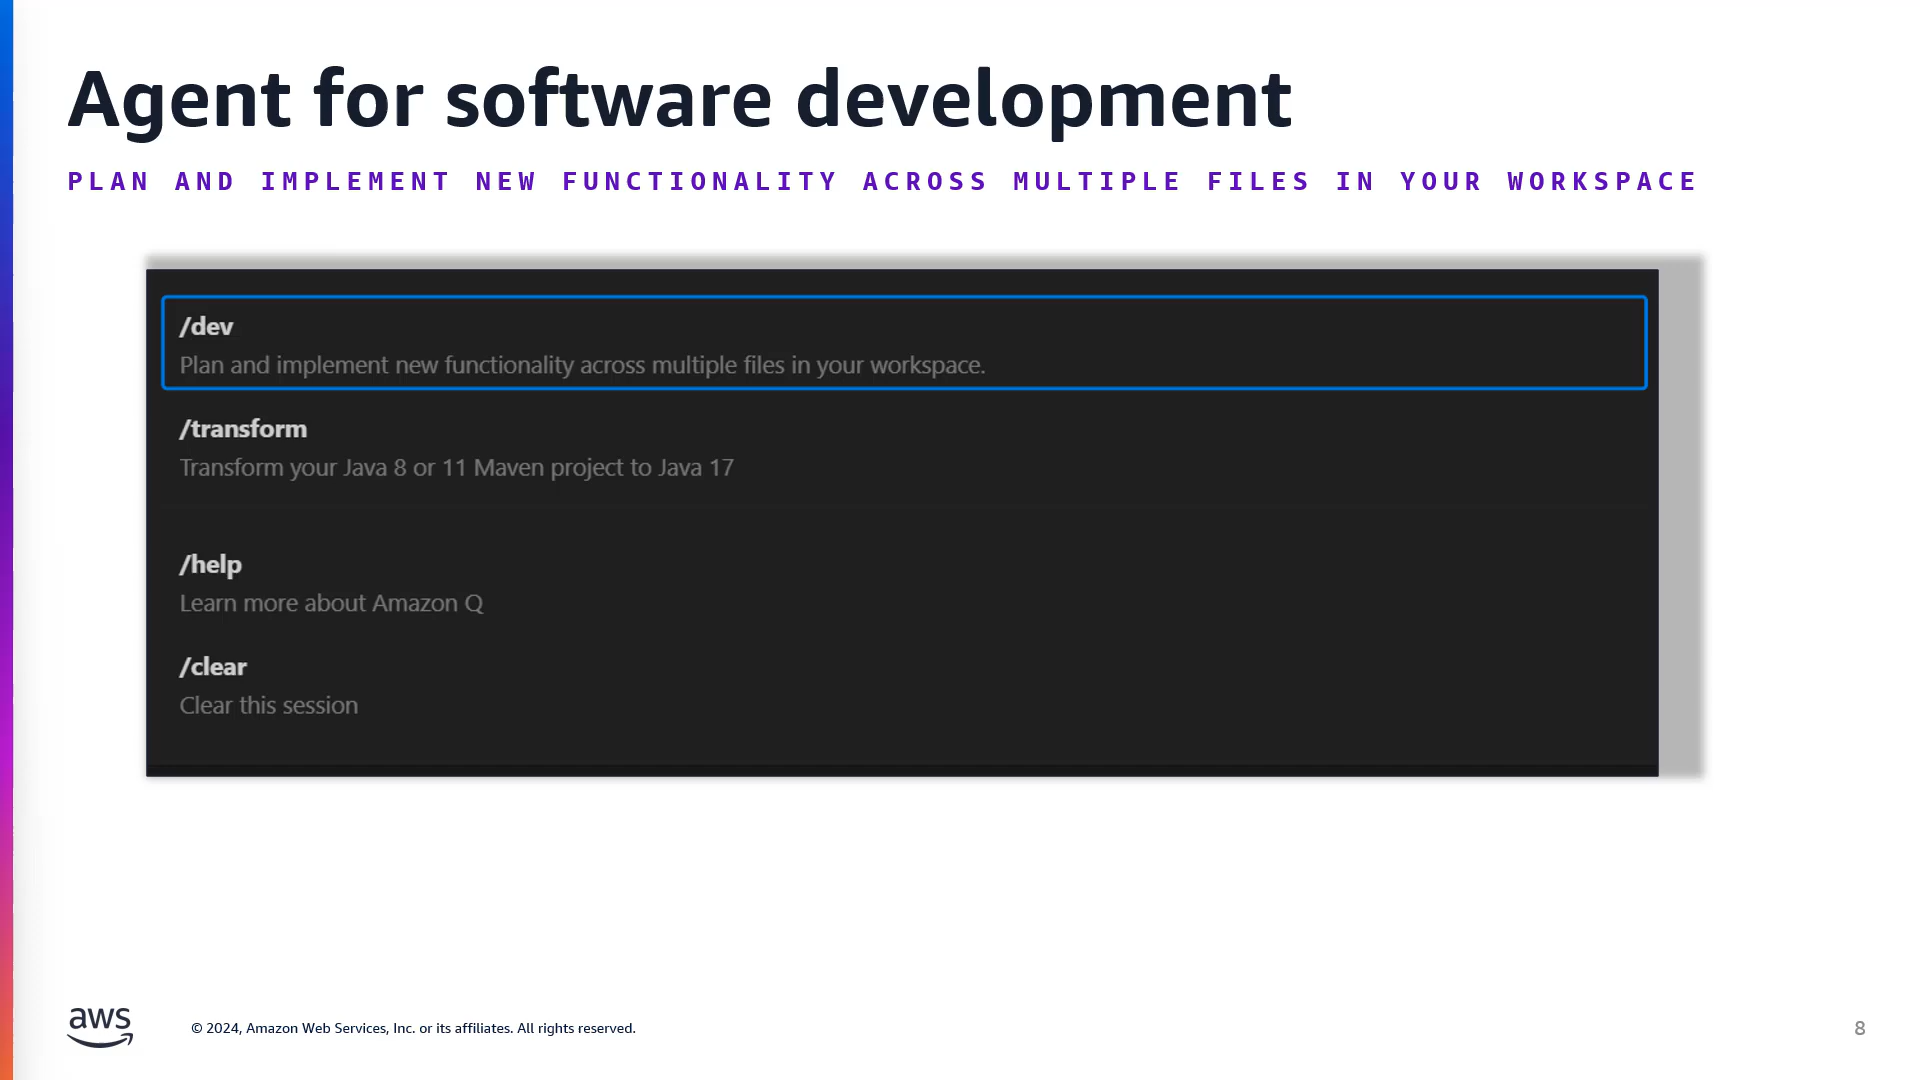 Agent for software development
PLAN AND IMPLEMENT NEW FUNCTIONALITY ACROSS MULTIPLE FILES IN YOUR WORKSPACE
/dev
Plan and implement new functionality across multiple files in your workspace.
/transform
Transform your Java 8 or 11 Maven project to Java 17
/help
Learn more about Amazon Q
/clear
Clear this session
aws
© 2024, Amazon Web Services, Inc. or its affiliates. All rights reserved.
8